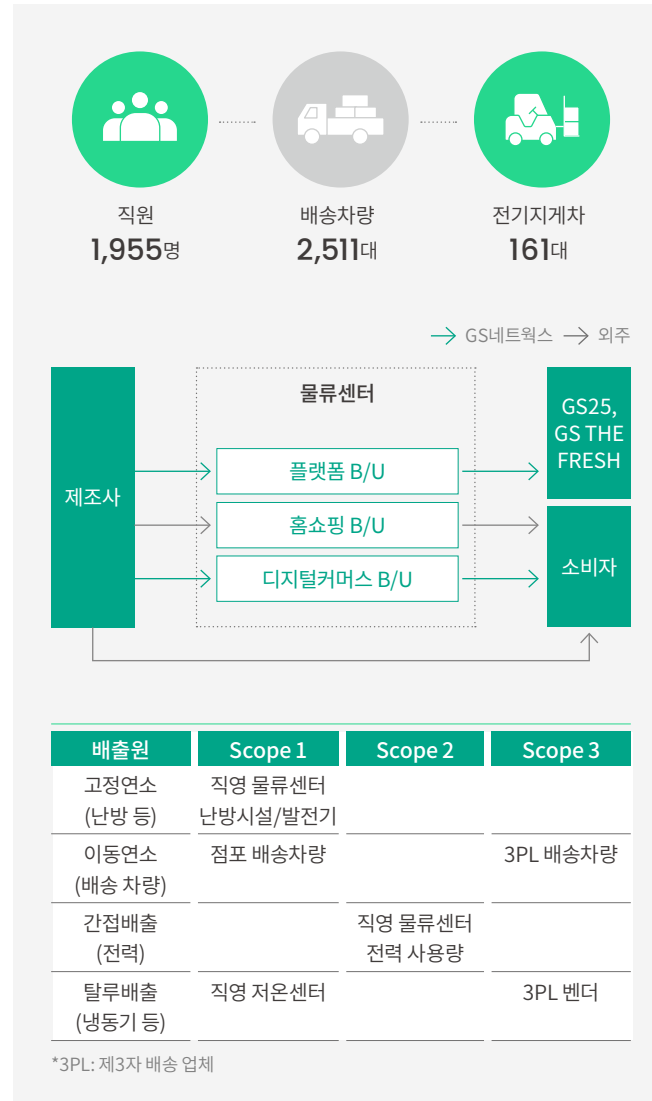 직원
1,955명
배송차량
2,511대
전기지게차
161대
GS네트웍스
외주
제조사
물류센터
플랫폼 B/U
홈쇼핑 B/U
디지털커머스 B/U
GS25,
GS THE
FRESH
소비자
배출원 Scope 1 Scope 2 Scope 3
고정연소 직영 물류센터
(난방 등) 난방시설/발전기
이동연소 점포 배송차량 3PL 배송차량
(배송 차량)
간접배출 직영 물류센터
(전력) 전력 사용량
탈루배출 직영 저온센터 3PL 벤더
(냉동기 등)
*3PL: 제3자 배송 업체